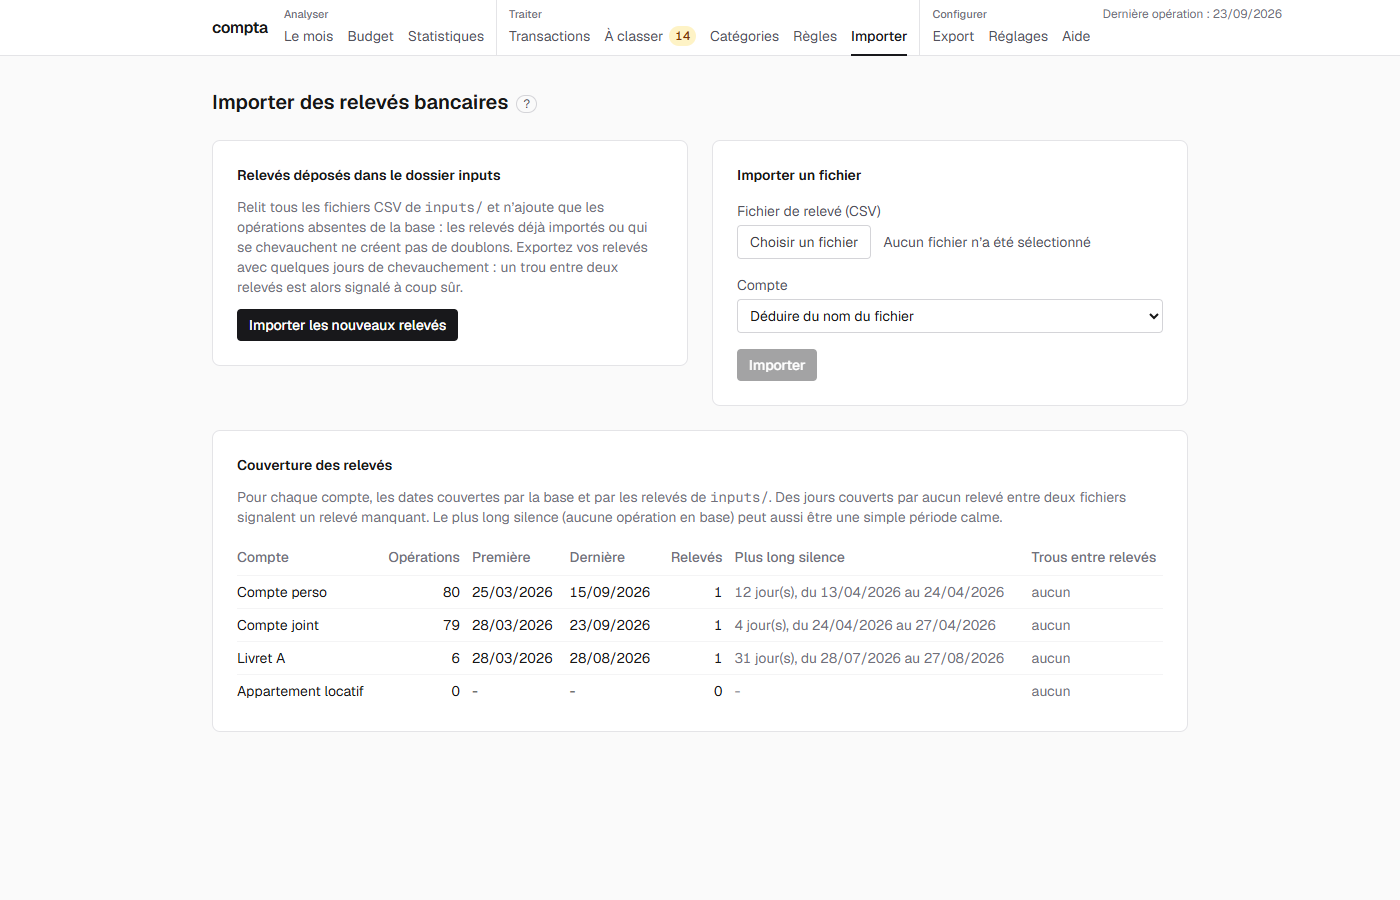 compta
Analyser
Le mois Budget Statistiques
Traiter
Transactions À classer 14 Catégories Règles Importer
Configurer
Export Réglages Aide
Dernière opération : 23/09/2026
Importer des relevés bancaires ?
Relevés déposés dans le dossier inputs
Relit tous les fichiers CSV de inputs/ et n’ajoute que les
opérations absentes de la base : les relevés déjà importés ou qui
se chevauchent ne créent pas de doublons. Exportez vos relevés
avec quelques jours de chevauchement : un trou entre deux
relevés est alors signalé à coup sûr.
Importer les nouveaux relevés
Importer un fichier
Fichier de relevé (CSV)
Choisir un fichier Aucun fichier n’a été sélectionné
Compte
Déduire du nom du fichier
Importer
Couverture des relevés
Pour chaque compte, les dates couvertes par la base et par les relevés de inputs/. Des jours couverts par aucun relevé entre deux fichiers
signalent un relevé manquant. Le plus long silence (aucune opération en base) peut aussi être une simple période calme.
Compte Opérations Première Dernière Relevés Plus long silence Trous entre relevés
Compte perso 80 25/03/2026 15/09/2026 1 12 jour(s), du 13/04/2026 au 24/04/2026 aucun
Compte joint 79 28/03/2026 23/09/2026 1 4 jour(s), du 24/04/2026 au 27/04/2026 aucun
Livret A 6 28/03/2026 28/08/2026 1 31 jour(s), du 28/07/2026 au 27/08/2026 aucun
Appartement locatif 0 - - 0 - aucun